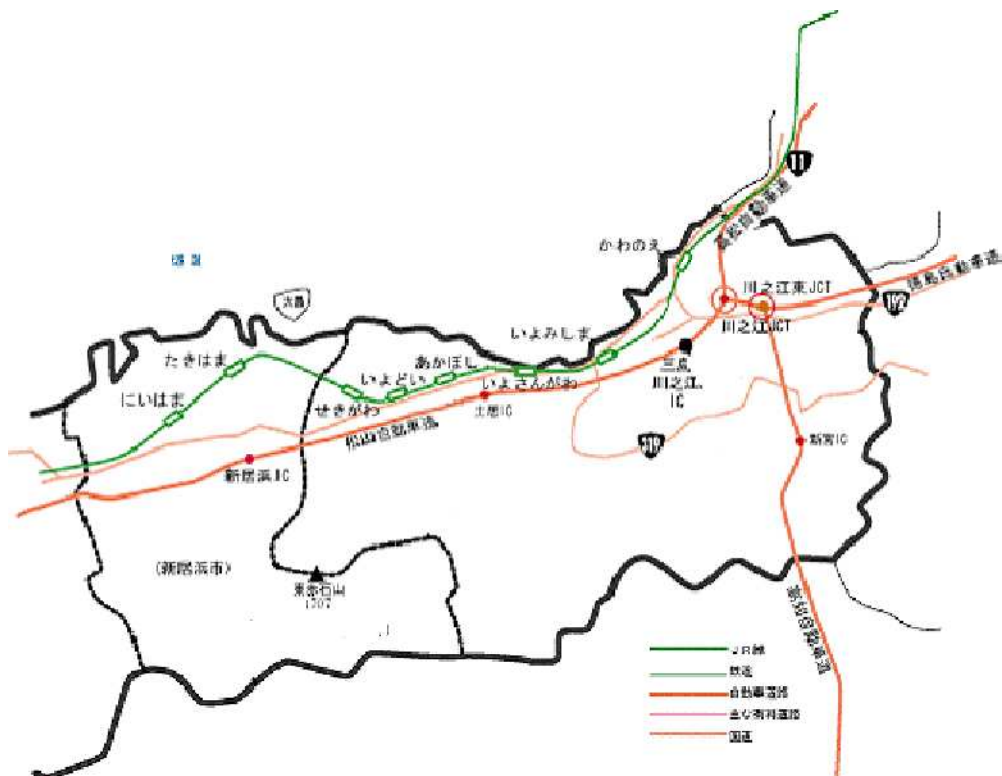 11
高松自動車道
かわのえ
川之江東JCT
徳島自動車道
192
川之江JCT
いよみしま
三島
川之江
IC
たきはま
あかぼし
いよどい
いよさんがわ
にいはま
せきがわ
土居IC
松山自動車道
319
新宮IC
新居浜IC
(新居浜市)
東赤石山
1707
高知自動車道
JR線
鉄道
自動車道路
主な有料道路
国道